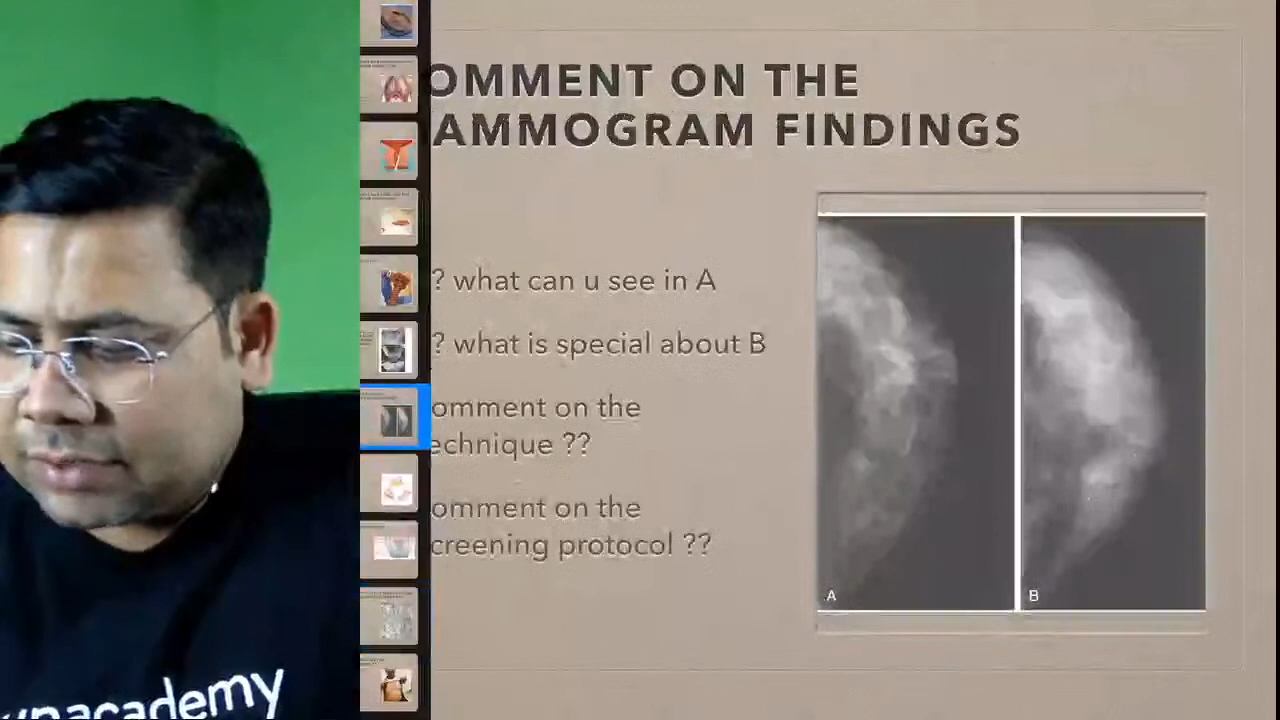 OMMENT ON THE
AMMOGRAM FINDINGS
? what can u see in A
? what is special about B
omment on the
echnique ??
omment on the
creening protocol ??
A
B
unacademy